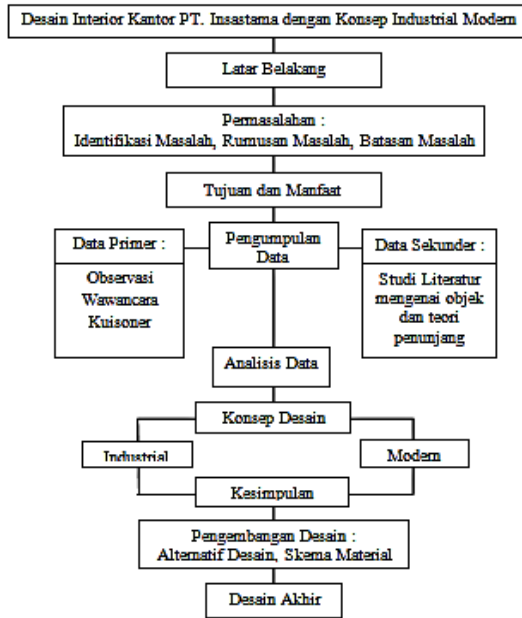 Desain Interior Kantor PT. Insastama dengan Konsep Industrial Modern
Latar Belakang
Permasalahan :
Identifikasi Masalah, Rumusan Masalah, Batasan Masalah
Tujuan dan Manfaat
Pengumpulan
Data
Data Primer :
Observasi
Wawancara
Kuisoner
Data Sekunder :
Studi Literatur
mengenai objek
dan teori
penunjang
Analisis Data
Konsep Desain
Industrial
Modern
Kesimpulan
Pengembangan Desain :
Alternatif Desain, Skema Material
Desain Akhir